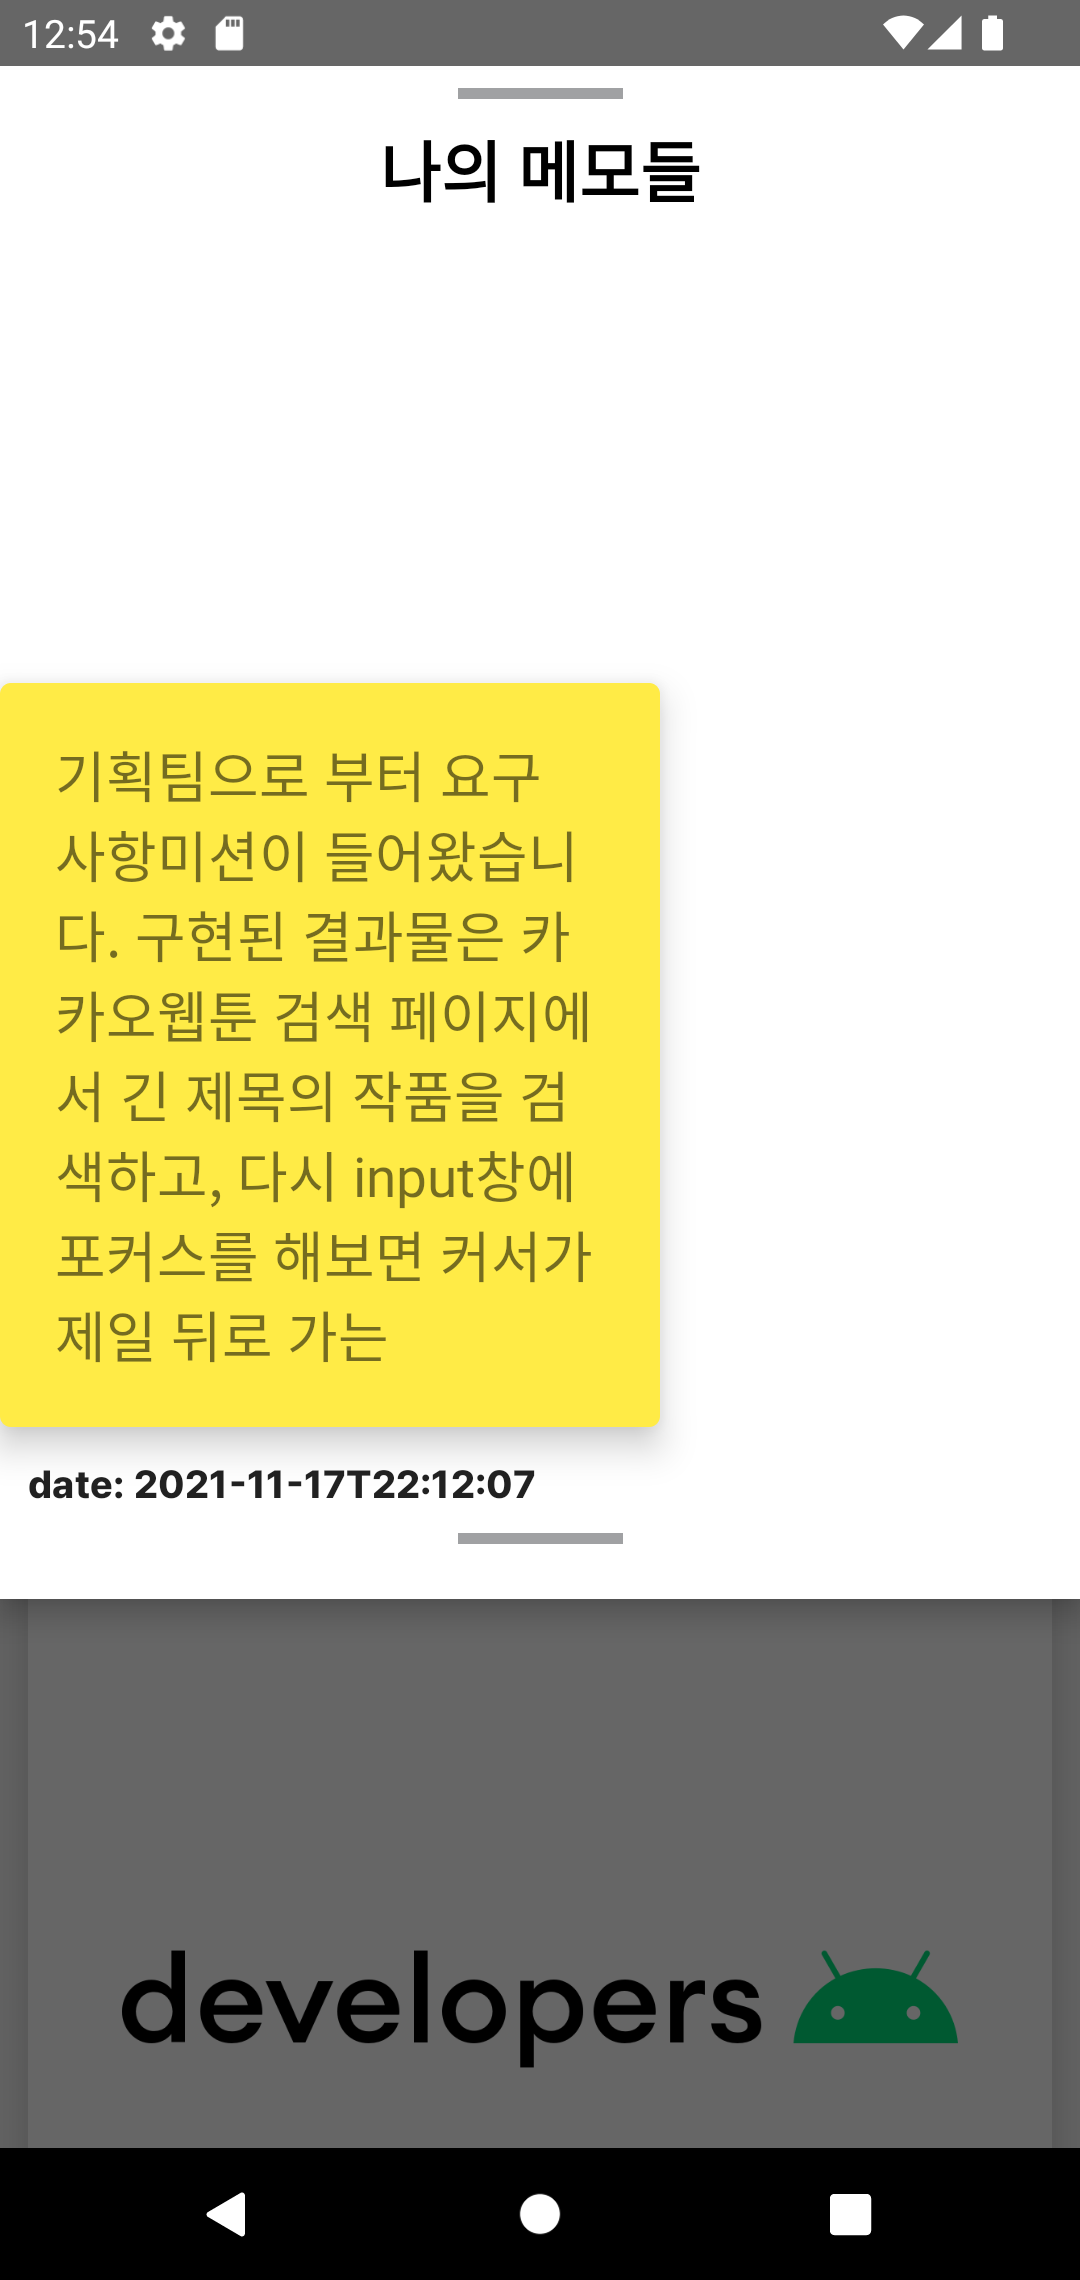 12:54
나의 메모들
기획팀으로 부터 요구
사항미션이 들어왔습니
다. 구현된 결과물은 카
카오웹툰 검색 페이지에
서 긴 제목의 작품을 검
색하고, 다시 input창에
포커스를 해보면 커서가
제일 뒤로 가는
date: 2021-11-17T22:12:07
developers